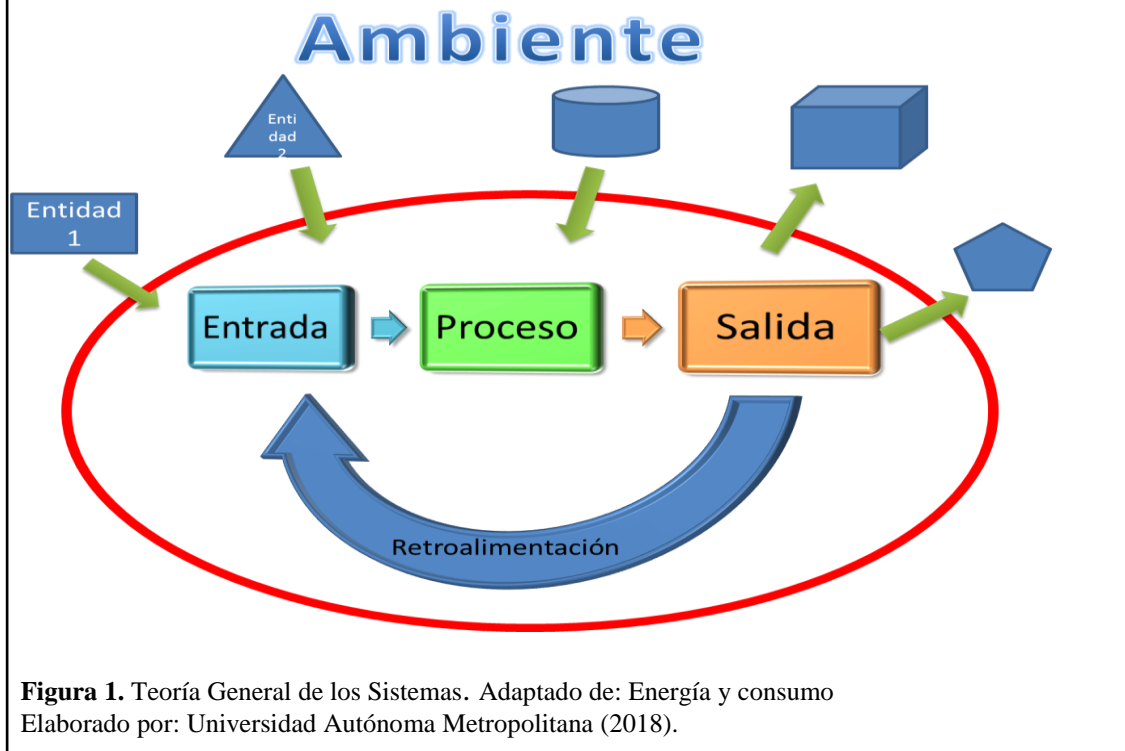 Ambiente
Enti
dad
2
Entidad
1
Entrada
Proceso
Salida
Retroalimentación
Figura 1. Teoría General de los Sistemas. Adaptado de: Energía y consumo
Elaborado por: Universidad Autónoma Metropolitana (2018).